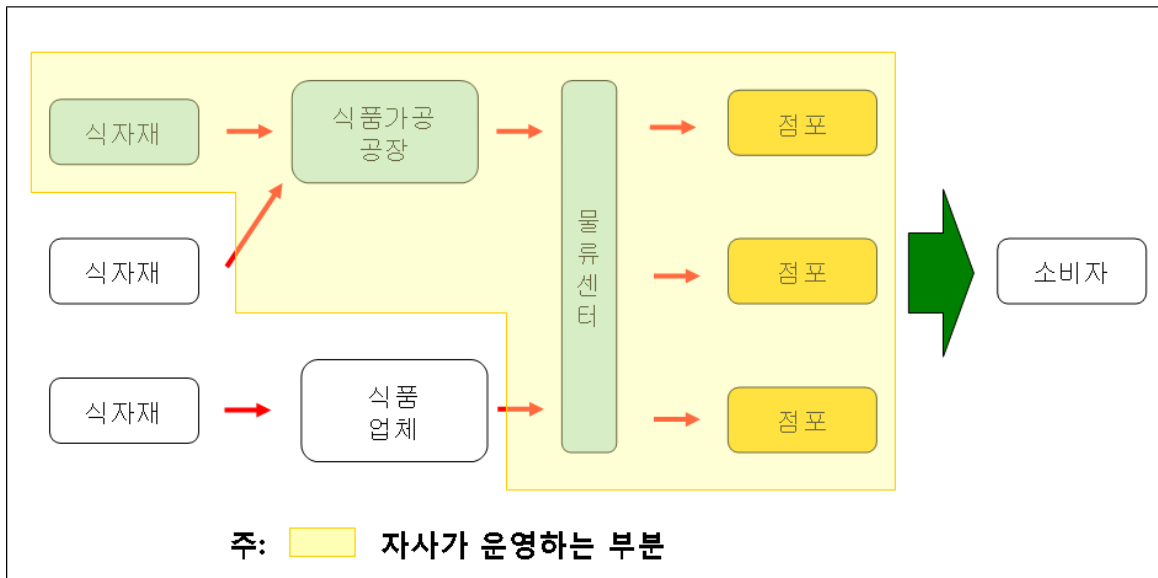 식자재
식품가공
공장
점포
식자재
물류센터
점포
소비자
식자재
식품
업체
점포
주: 자사가 운영하는 부분